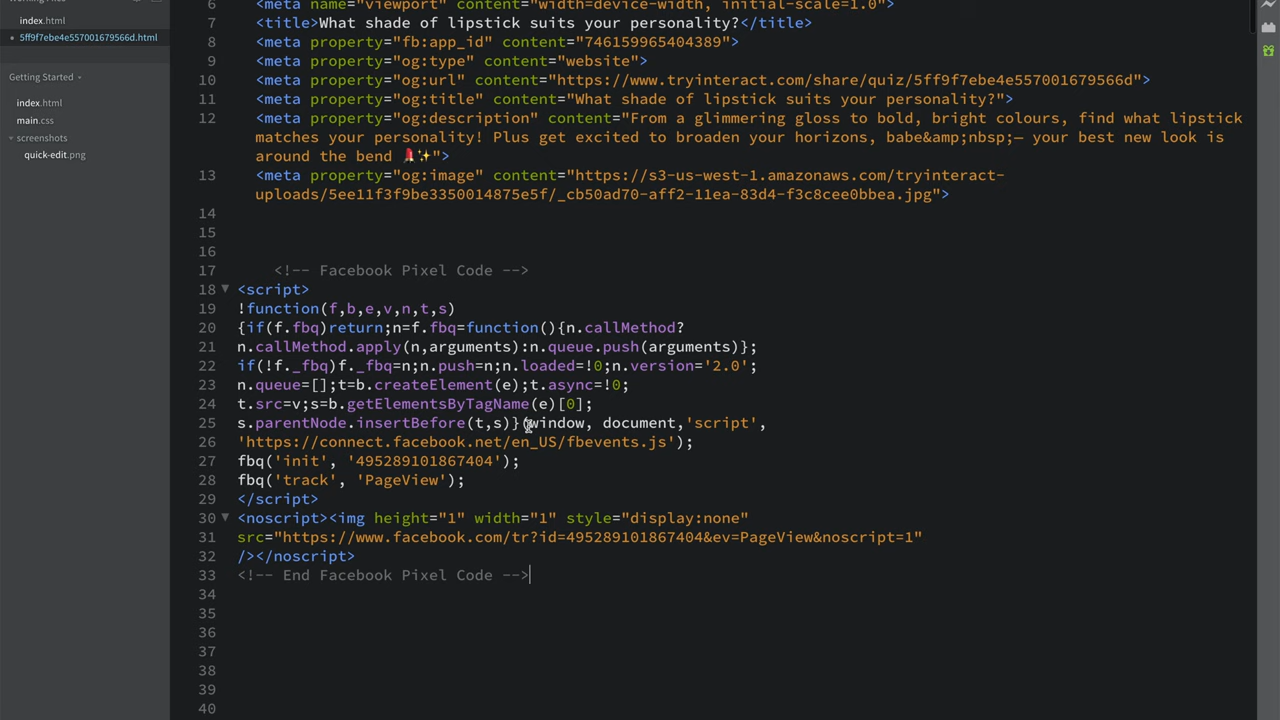 Working Files
index.html
5ff9f7ebe4e557001679566d.html
Getting Started
index.html
main.css
screenshots
quick-edit.png
6 <meta name="viewport" content="width=device-width, initial-scale=1.0">
7 <title>What shade of lipstick suits your personality?</title>
8 <meta property="fb:app_id" content="746159965404389">
9 <meta property="og:type" content="website">
10 <meta property="og:url" content="https://www.tryinteract.com/share/quiz/5ff9f7ebe4e557001679566d">
11 <meta property="og:title" content="What shade of lipstick suits your personality?">
12 <meta property="og:description" content="From a glimmering gloss to bold, bright colours, find what lipstick
matches your personality! Plus get excited to broaden your horizons, babe&amp;nbsp;— your best new look is
around the bend 💄✨">
13 <meta property="og:image" content="https://s3-us-west-1.amazonaws.com/tryinteract-
uploads/5ee11f3f9be3350014875e5f/_cb50ad70-aff2-11ea-83d4-f3c8cee0bbea.jpg">
14
15
16
17 <!-- Facebook Pixel Code -->
18 <script>
19 !function(f,b,e,v,n,t,s)
20 {if(f.fbq)return;n=f.fbq=function(){n.callMethod?
21 n.callMethod.apply(n,arguments):n.queue.push(arguments)};
22 if(!f._fbq)f._fbq=n;n.push=n;n.loaded=!0;n.version='2.0';
23 n.queue=[];t=b.createElement(e);t.async=!0;
24 t.src=v;s=b.getElementsByTagName(e)[0];
25 s.parentNode.insertBefore(t,s)}(window, document,'script',
26 'https://connect.facebook.net/en_US/fbevents.js');
27 fbq('init', '495289101867404');
28 fbq('track', 'PageView');
29 </script>
30 <noscript><img height="1" width="1" style="display:none"
31 src="https://www.facebook.com/tr?id=495289101867404&ev=PageView&noscript=1"
32 /></noscript>
33 <!-- End Facebook Pixel Code -->
34
35
36
37
38
39
40